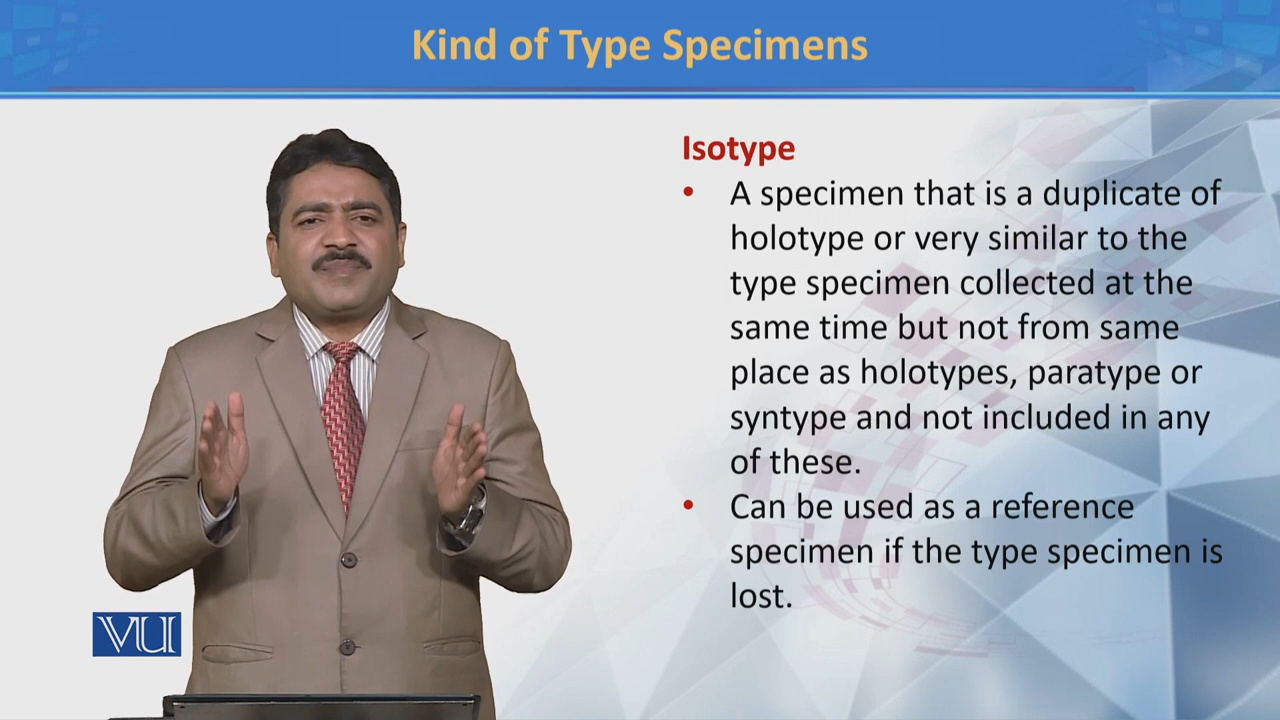 Kind of Type Specimens
Isotype
• A specimen that is a duplicate of
holotype or very similar to the
type specimen collected at the
same time but not from same
place as holotypes, paratype or
syntype and not included in any
of these.
• Can be used as a reference
specimen if the type specimen is
lost.
VU